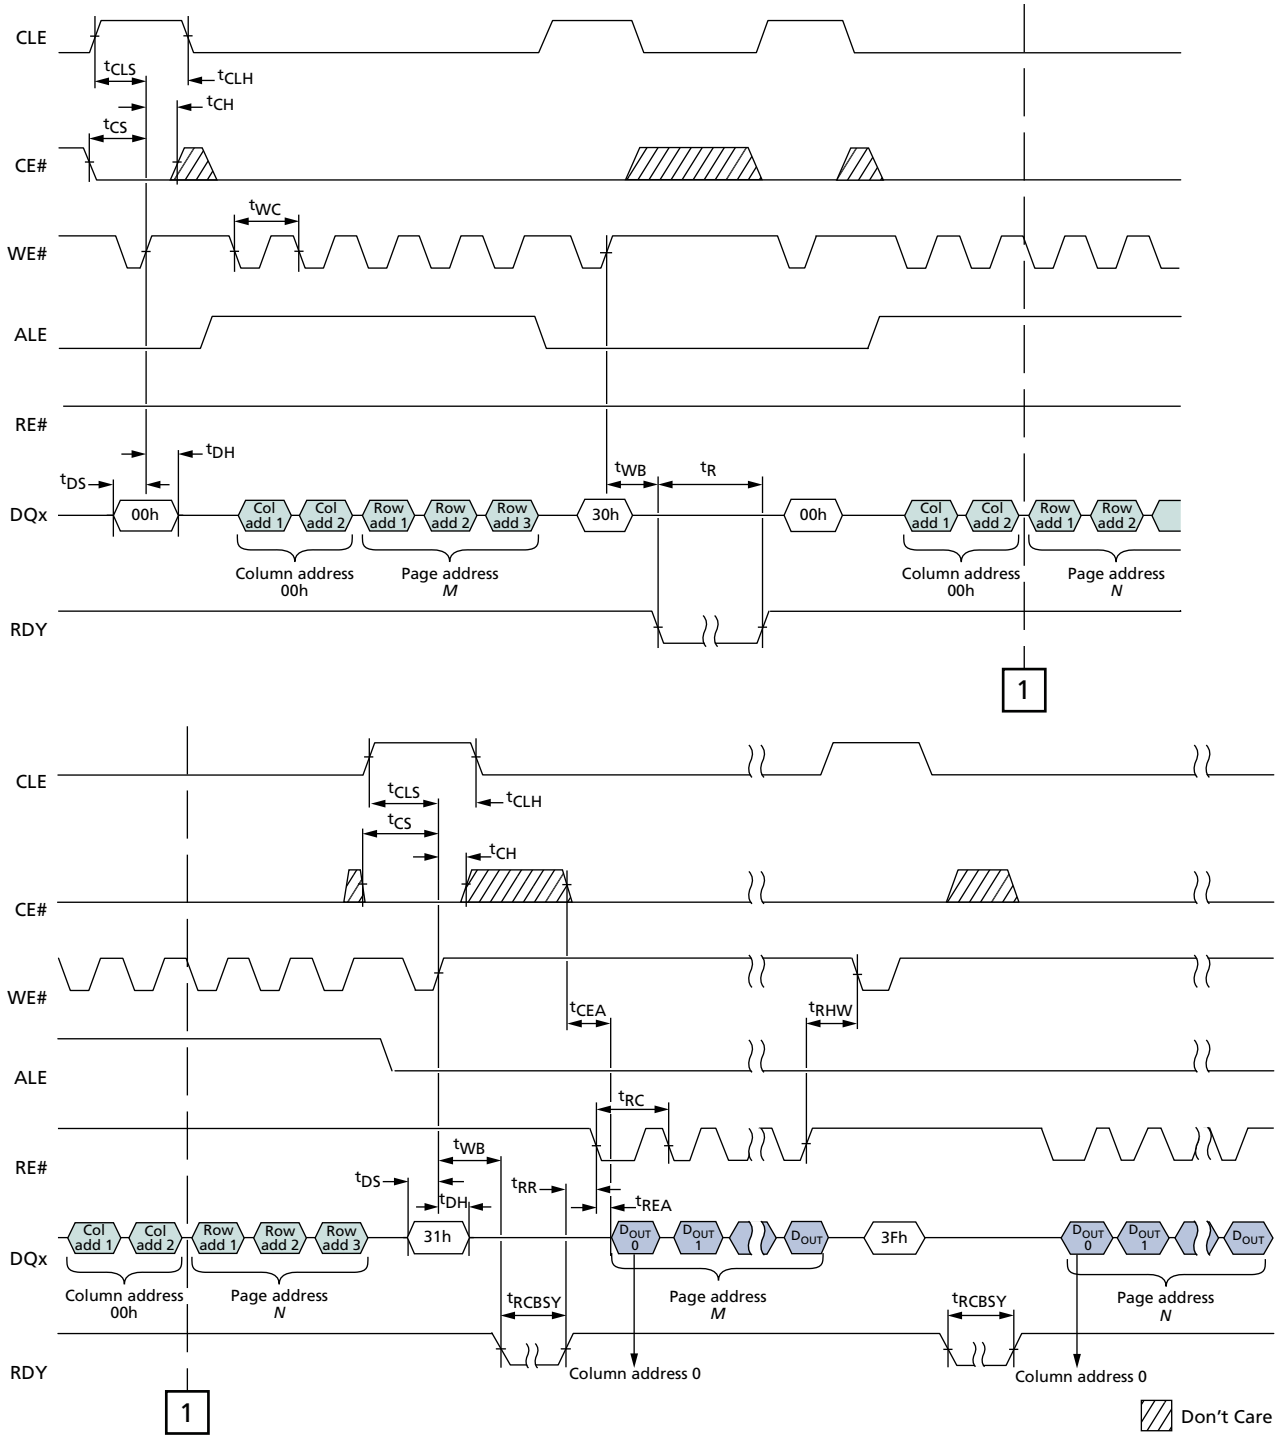 CLE
tCLS
tCLH
tCH
tCS
CE#
tWC
WE#
ALE
RE#
tDH
tDS
tWB
tR
DQx
00h
Col add 1
Col add 2
Row add 1
Row add 2
Row add 3
30h
00h
Col add 1
Col add 2
Row add 1
Row add 2
Column address
00h
Page address
M
Column address
00h
Page address
N
RDY
1
CLE
tCLS
tCLH
tCS
tCH
CE#
WE#
tCEA
tRHW
ALE
tRC
tWB
RE#
tDS
tDH
tRR
tREA
DQx
Col add 1
Col add 2
Row add 1
Row add 2
Row add 3
31h
DOUT 0
DOUT 1
DOUT
3Fh
DOUT 0
DOUT 1
DOUT
Column address
00h
Page address
N
tRCBSY
Page address
M
tRCBSY
Page address
N
RDY
Column address 0
Column address 0
1
Don't Care